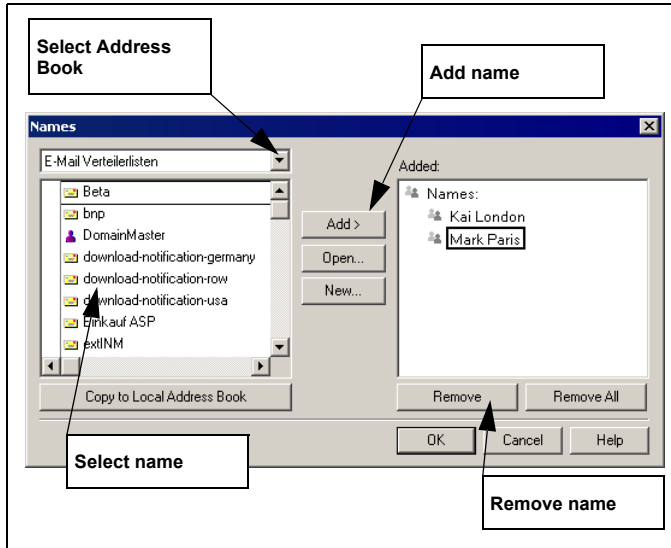 Select Address
Book
Add name
Names
E-Mail Verteilerlisten
Added:
Beta
bnp
DomainMaster
download-notification-germany
download-notification-row
download-notification-usa
Einkauf ASP
extINM
Add >
Open...
New...
Names:
Kai London
Mark Paris
Copy to Local Address Book
Remove
Remove All
OK
Cancel
Help
Select name
Remove name